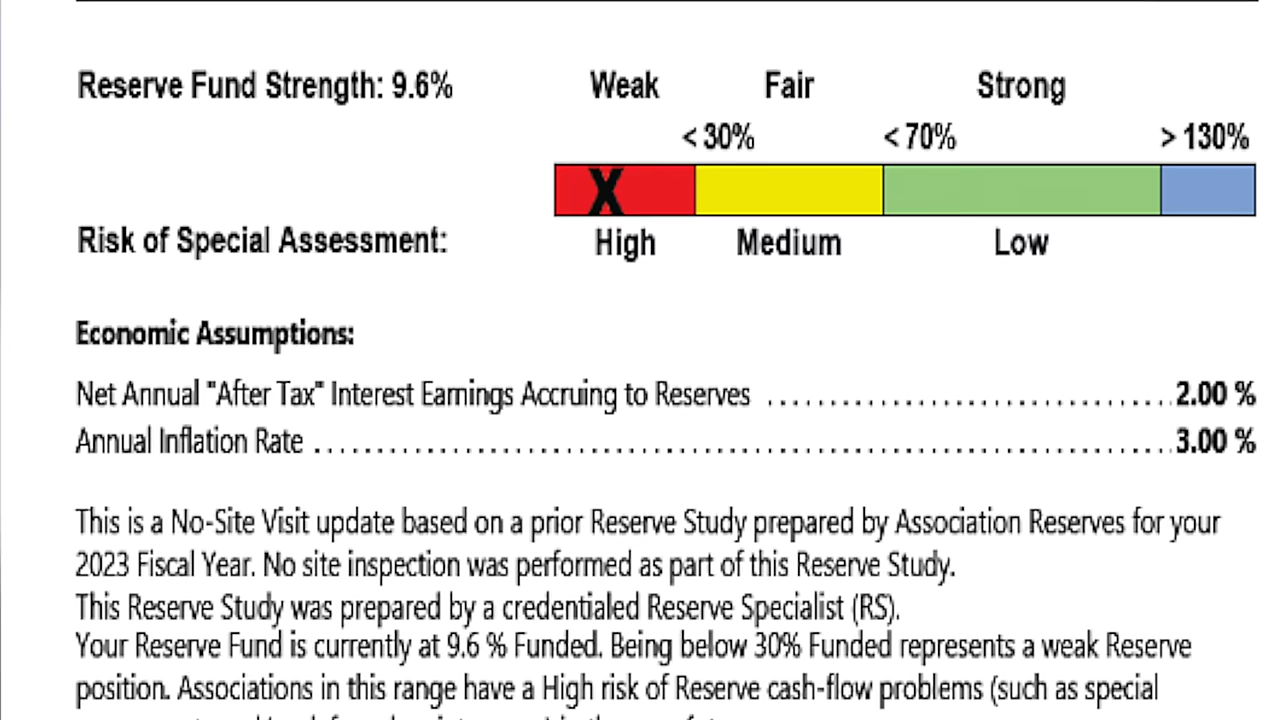 Reserve Fund Strength: 9.6% Weak Fair Strong
< 30% < 70% > 130%
X
Risk of Special Assessment: High Medium Low
Economic Assumptions:
Net Annual "After Tax" Interest Earnings Accruing to Reserves ................................2.00 %
Annual Inflation Rate ....................................................................3.00 %
This is a No-Site Visit update based on a prior Reserve Study prepared by Association Reserves for your
2023 Fiscal Year. No site inspection was performed as part of this Reserve Study.
This Reserve Study was prepared by a credentialed Reserve Specialist (RS).
Your Reserve Fund is currently at 9.6 % Funded. Being below 30% Funded represents a weak Reserve
position. Associations in this range have a High risk of Reserve cash-flow problems (such as special